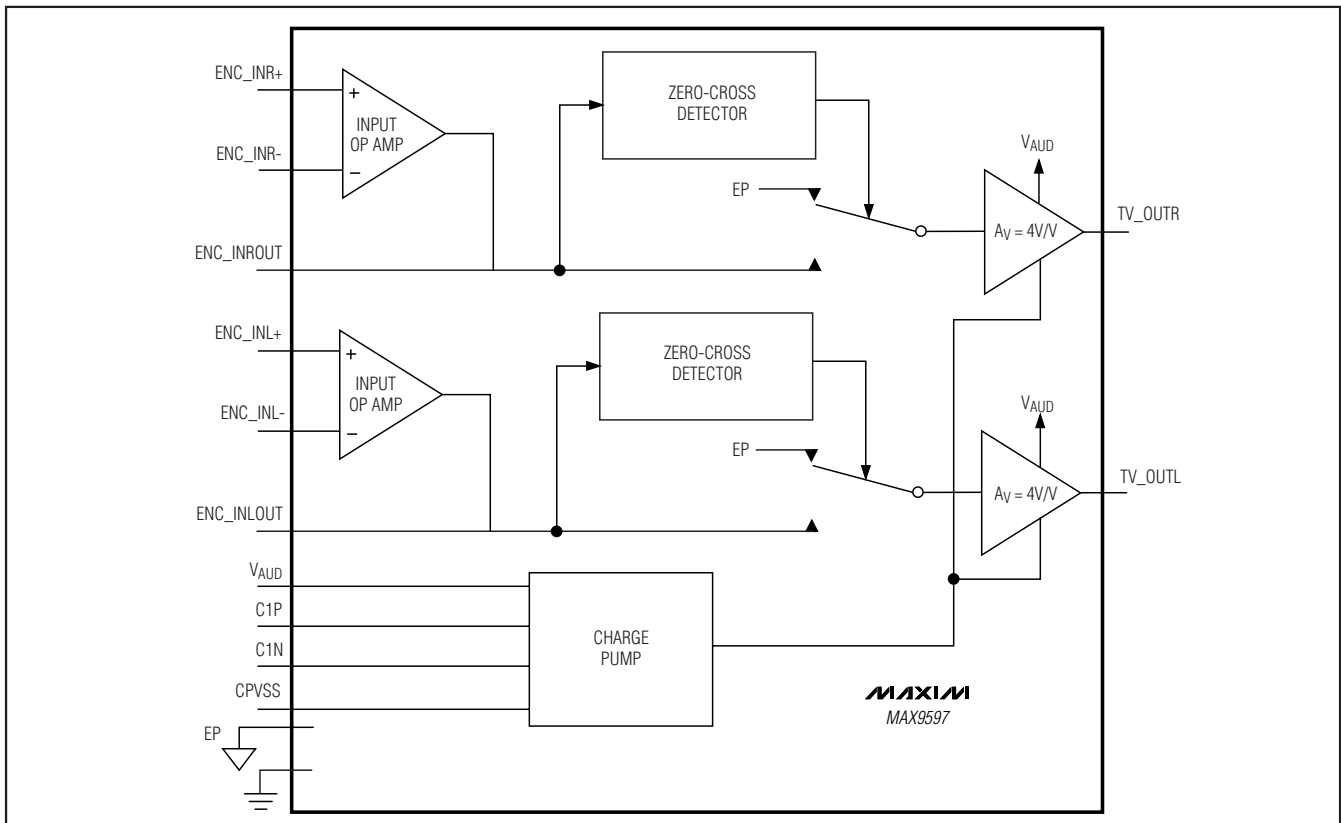 ENC_INR+
+
INPUT
OP AMP
ENC_INR-
−
ZERO-CROSS
DETECTOR
VAUD
EP
AV = 4V/V
TV_OUTR
ENC_INROUT
ENC_INL+
+
INPUT
OP AMP
ENC_INL-
−
ZERO-CROSS
DETECTOR
VAUD
EP
AV = 4V/V
TV_OUTL
ENC_INLOUT
VAUD
C1P
C1N
CPVSS
CHARGE
PUMP
EP
MAXIM
MAX9597